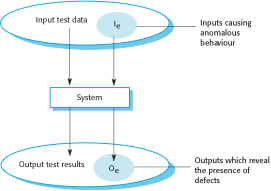 Input test data
Ie
Inputs causing
anomalous
behaviour
System
Output test results
Oe
Outputs which reveal
the presence of
defects